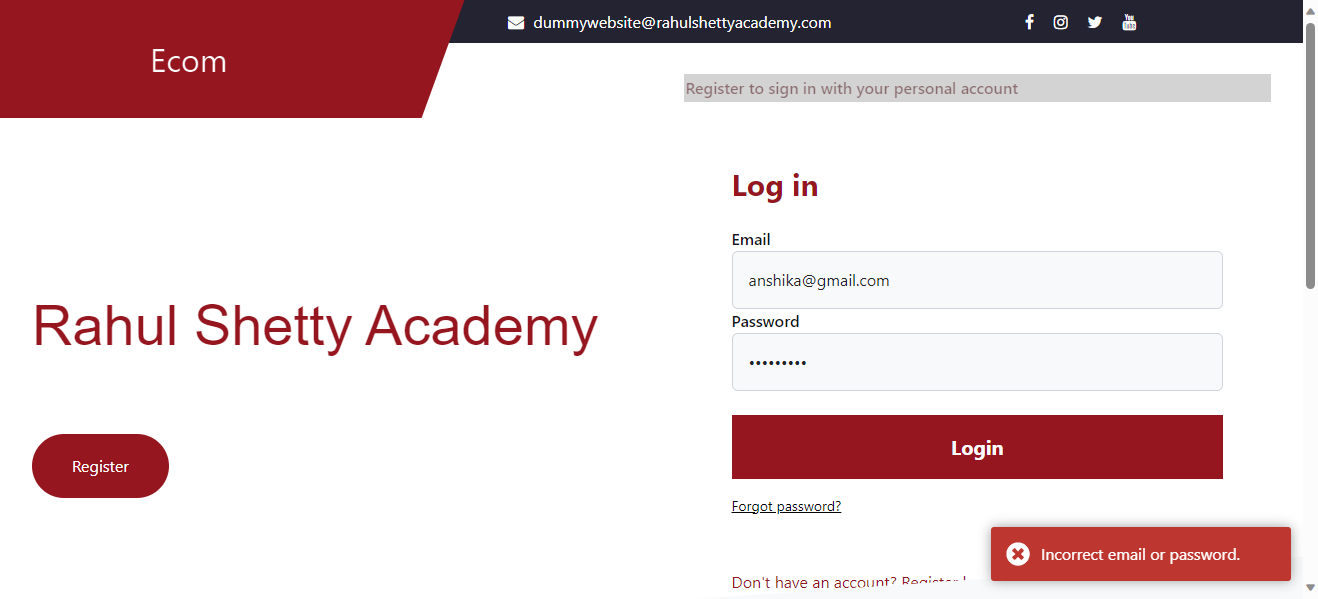 dummywebsite@rahulshettyacademy.com
Ecom
Register to sign in with your personal account
Log in
Email
anshika@gmail.com
Password
•••••••••
Rahul Shetty Academy
Login
Register
Forgot password?
Incorrect email or password.
Don't have an account? Register